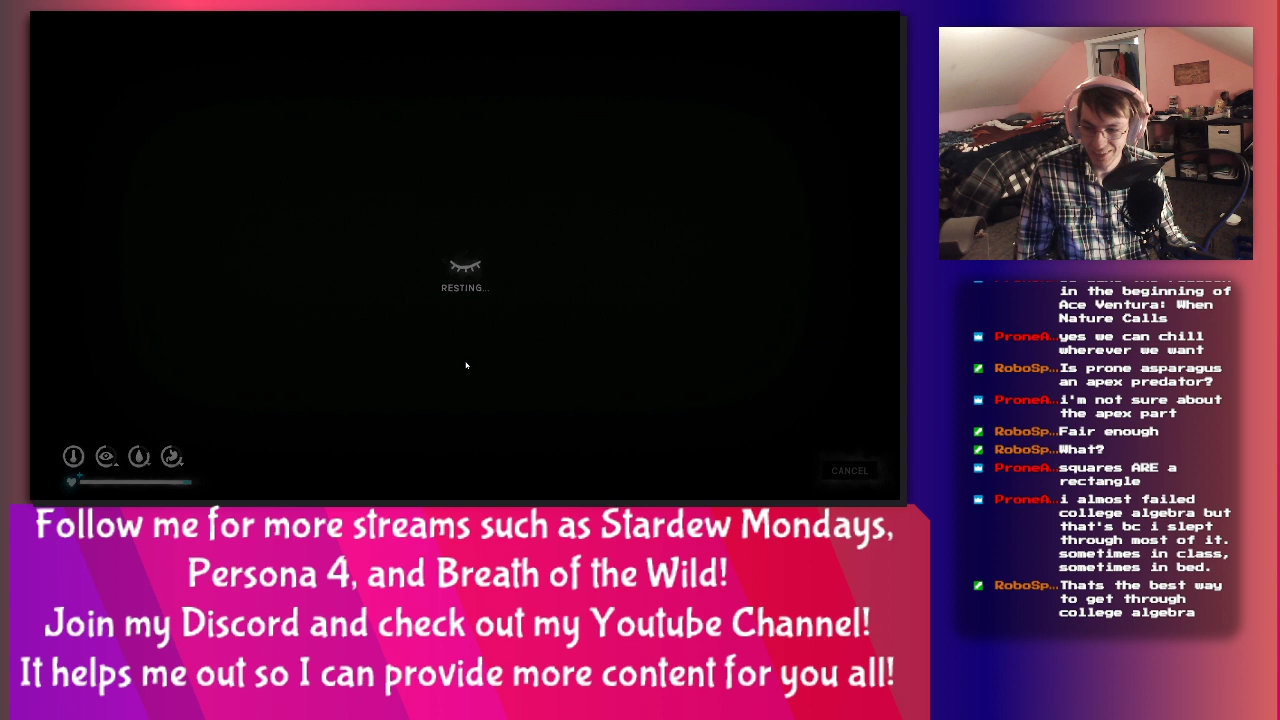 RESTING...
CANCEL
Follow me for more streams such as Stardew Mondays,
Persona 4, and Breath of the Wild!
Join my Discord and check out my Youtube Channel!
It helps me out so I can provide more content for you all!
in the beginning of
Ace Ventura: When
Nature Calls
ProneA…yes we can chill
wherever we want
RoboSp…Is prone asparagus
an apex predator?
ProneA…i'm not sure about
the apex part
RoboSp…Fair enough
RoboSp…What?
ProneA…squares ARE a
rectangle
ProneA…i almost failed
college algebra but
that's bc i slept
through most of it.
sometimes in class,
sometimes in bed.
RoboSp…Thats the best way
to get through
college algebra